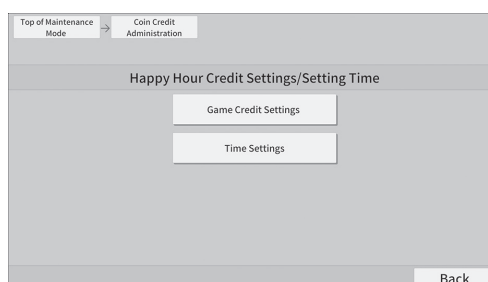 Top of Maintenance
Mode
→
Coin Credit
Administration
Happy Hour Credit Settings/Setting Time
Game Credit Settings
Time Settings
Back